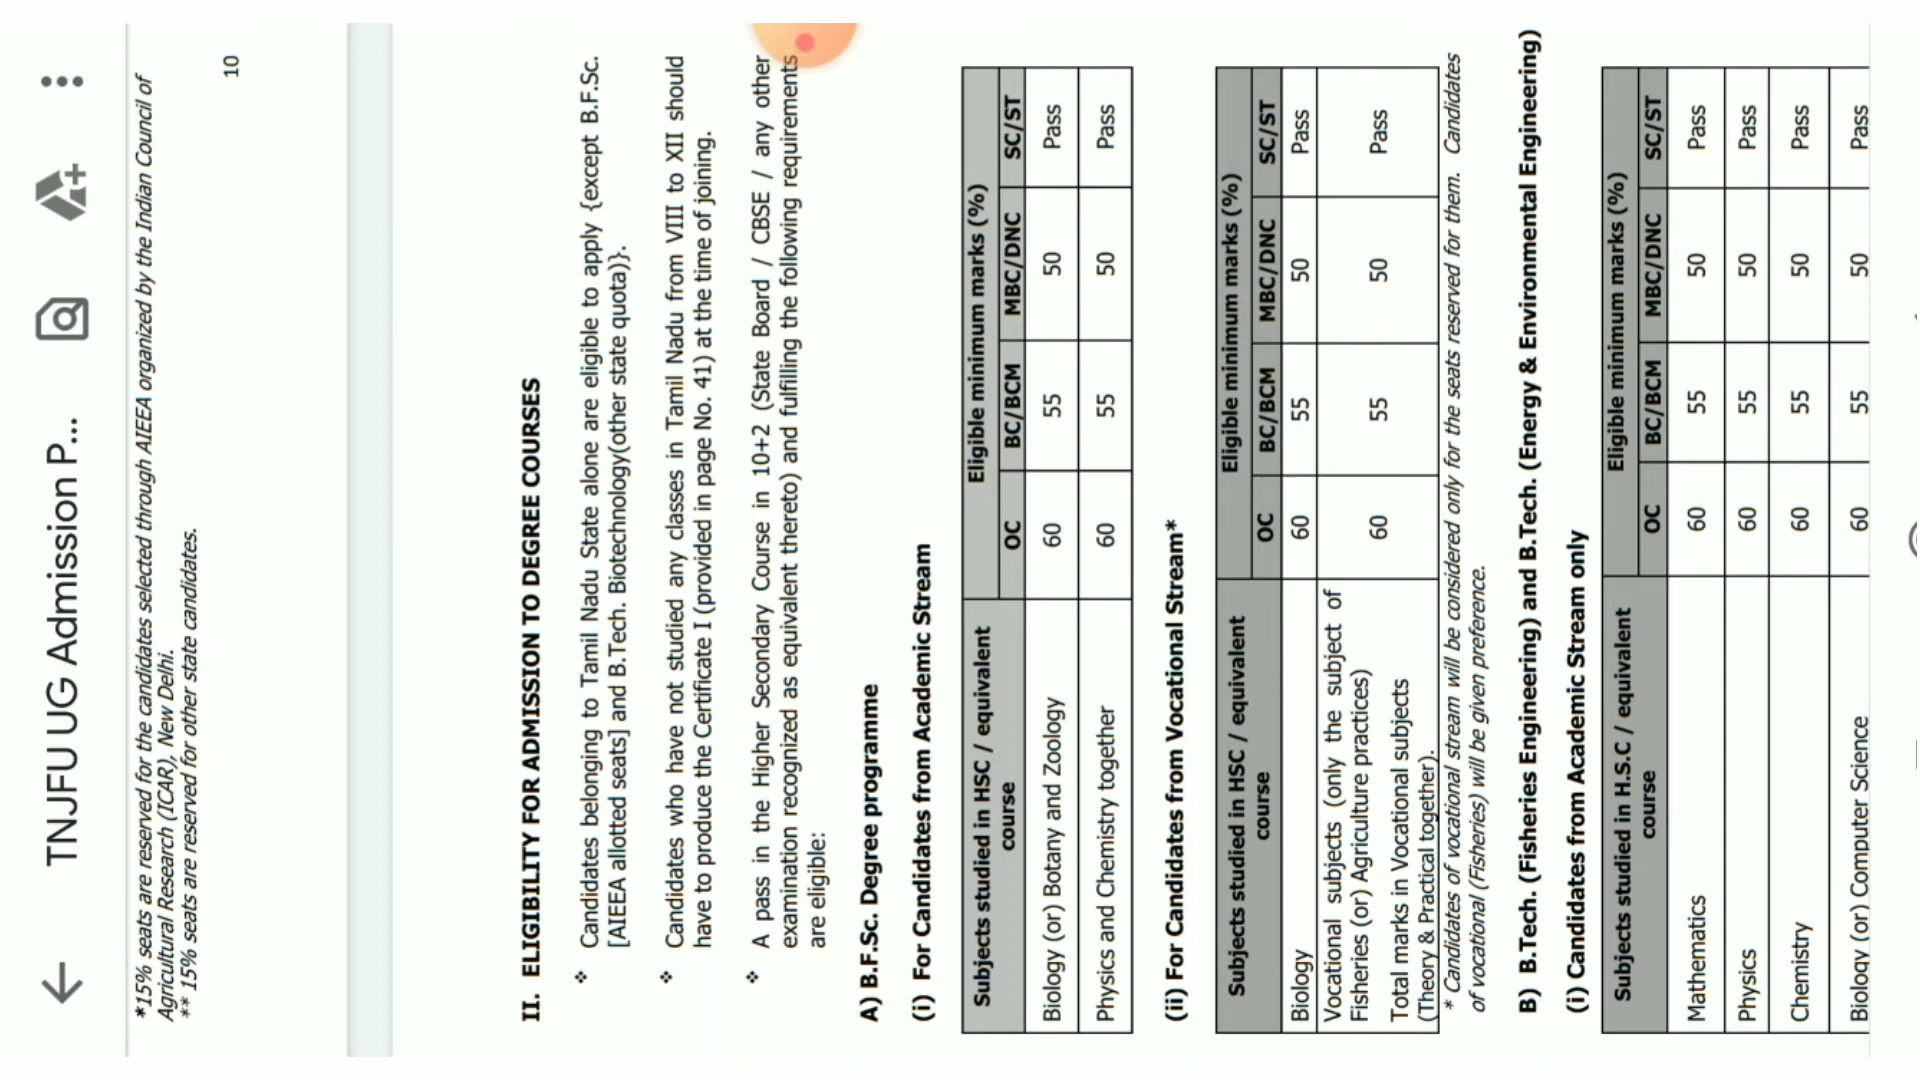 TNJFU UG Admission P...
*15% seats are reserved for the candidates selected through AIEEA organized by the Indian Council of
Agricultural Research (ICAR), New Delhi.
** 15% seats are reserved for other state candidates.
10
II. ELIGIBILITY FOR ADMISSION TO DEGREE COURSES
❖ Candidates belonging to Tamil Nadu State alone are eligible to apply {except B.F.Sc.
[AIEEA allotted seats] and B.Tech. Biotechnology(other state quota)}.
❖ Candidates who have not studied any classes in Tamil Nadu from VIII to XII should
have to produce the Certificate I (provided in page No. 41) at the time of joining.
❖ A pass in the Higher Secondary Course in 10+2 (State Board / CBSE / any other
examination recognized as equivalent thereto) and fulfilling the following requirements
are eligible:
A) B.F.Sc. Degree programme
(i) For Candidates from Academic Stream
Subjects studied in HSC / equivalent
course
Eligible minimum marks (%)
OC BC/BCM MBC/DNC SC/ST
Biology (or) Botany and Zoology 60 55 50 Pass
Physics and Chemistry together 60 55 50 Pass
(ii) For Candidates from Vocational Stream*
Subjects studied in HSC / equivalent
course
Eligible minimum marks (%)
OC BC/BCM MBC/DNC SC/ST
Biology 60 55 50 Pass
Vocational subjects (only the subject of
Fisheries (or) Agriculture practices)
Total marks in Vocational subjects
(Theory & Practical together).
60 55 50 Pass
* Candidates of vocational stream will be considered only for the seats reserved for them. Candidates
of vocational (Fisheries) will be given preference.
B) B.Tech. (Fisheries Engineering) and B.Tech. (Energy & Environmental Engineering)
(i) Candidates from Academic Stream only
Subjects studied in H.S.C / equivalent
course
Eligible minimum marks (%)
OC BC/BCM MBC/DNC SC/ST
Mathematics 60 55 50 Pass
Physics 60 55 50 Pass
Chemistry 60 55 50 Pass
Biology (or) Computer Science 60 55 50 Pass